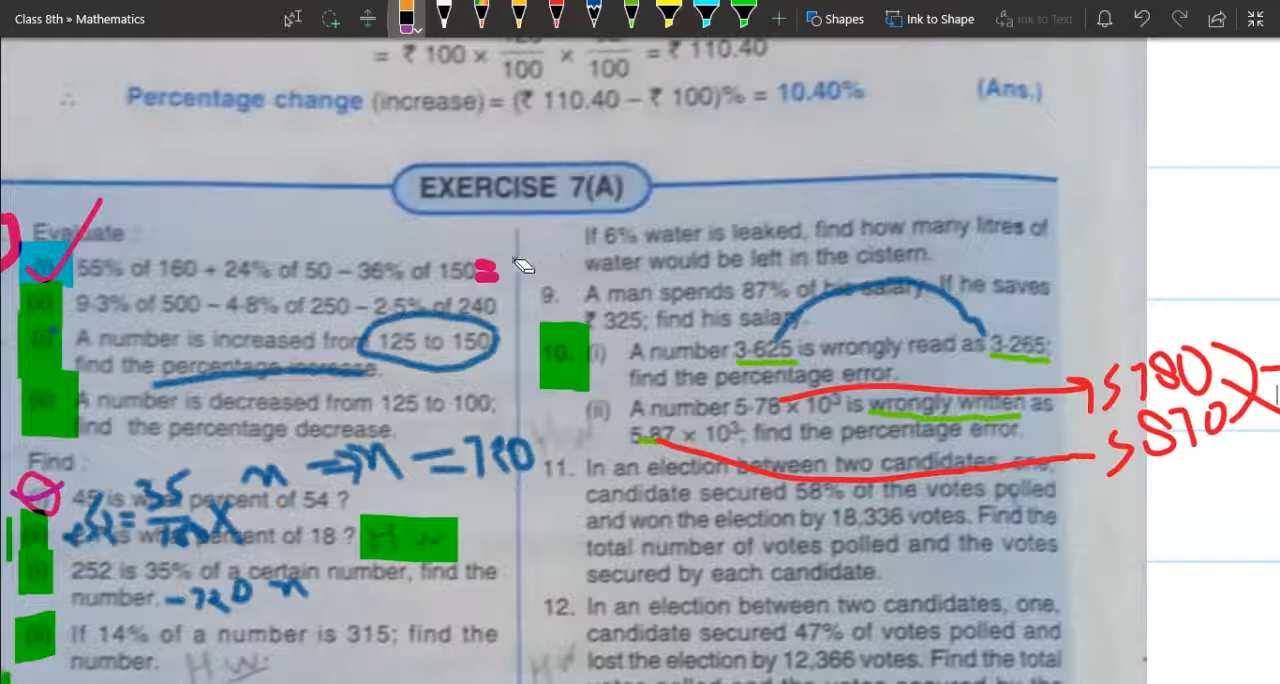 Class 8th » Mathematics
Shapes
Ink to Shape
Ink to Text
= ₹ 100 × 120/100 × /100 = ₹ 110.40
∴ Percentage change (increase) = (₹ 110.40 – ₹ 100)% = 10.40% (Ans.)
EXERCISE 7(A)
Evaluate :
(i) 55% of 160 + 24% of 50 – 36% of 150
(ii) 9·3% of 500 – 4·8% of 250 – 2·5% of 240
(i) A number is increased from 125 to 150;
find the percentage increase.
(ii) A number is decreased from 125 to 100;
find the percentage decrease.
Find :
45 is what percent of 54 ?
is what percent of 18 ? HW
(i) 252 is 35% of a certain number, find the
number. – 720
(ii) If 14% of a number is 315; find the
number. HW:
If 6% water is leaked, find how many litres of
water would be left in the cistern.
9. A man spends 87% of his salary. If he saves
₹ 325; find his salary.
10. (i) A number 3·625 is wrongly read as 3·265;
find the percentage error.
(ii) A number 5·78 × 10³ is wrongly written as
5·87 × 10³; find the percentage error.
5780
5870
11. In an election between two candidates, one,
candidate secured 58% of the votes polled
and won the election by 18,336 votes. Find the
total number of votes polled and the votes
secured by each candidate.
12. In an election between two candidates, one,
candidate secured 47% of votes polled and
lost the election by 12,366 votes. Find the total